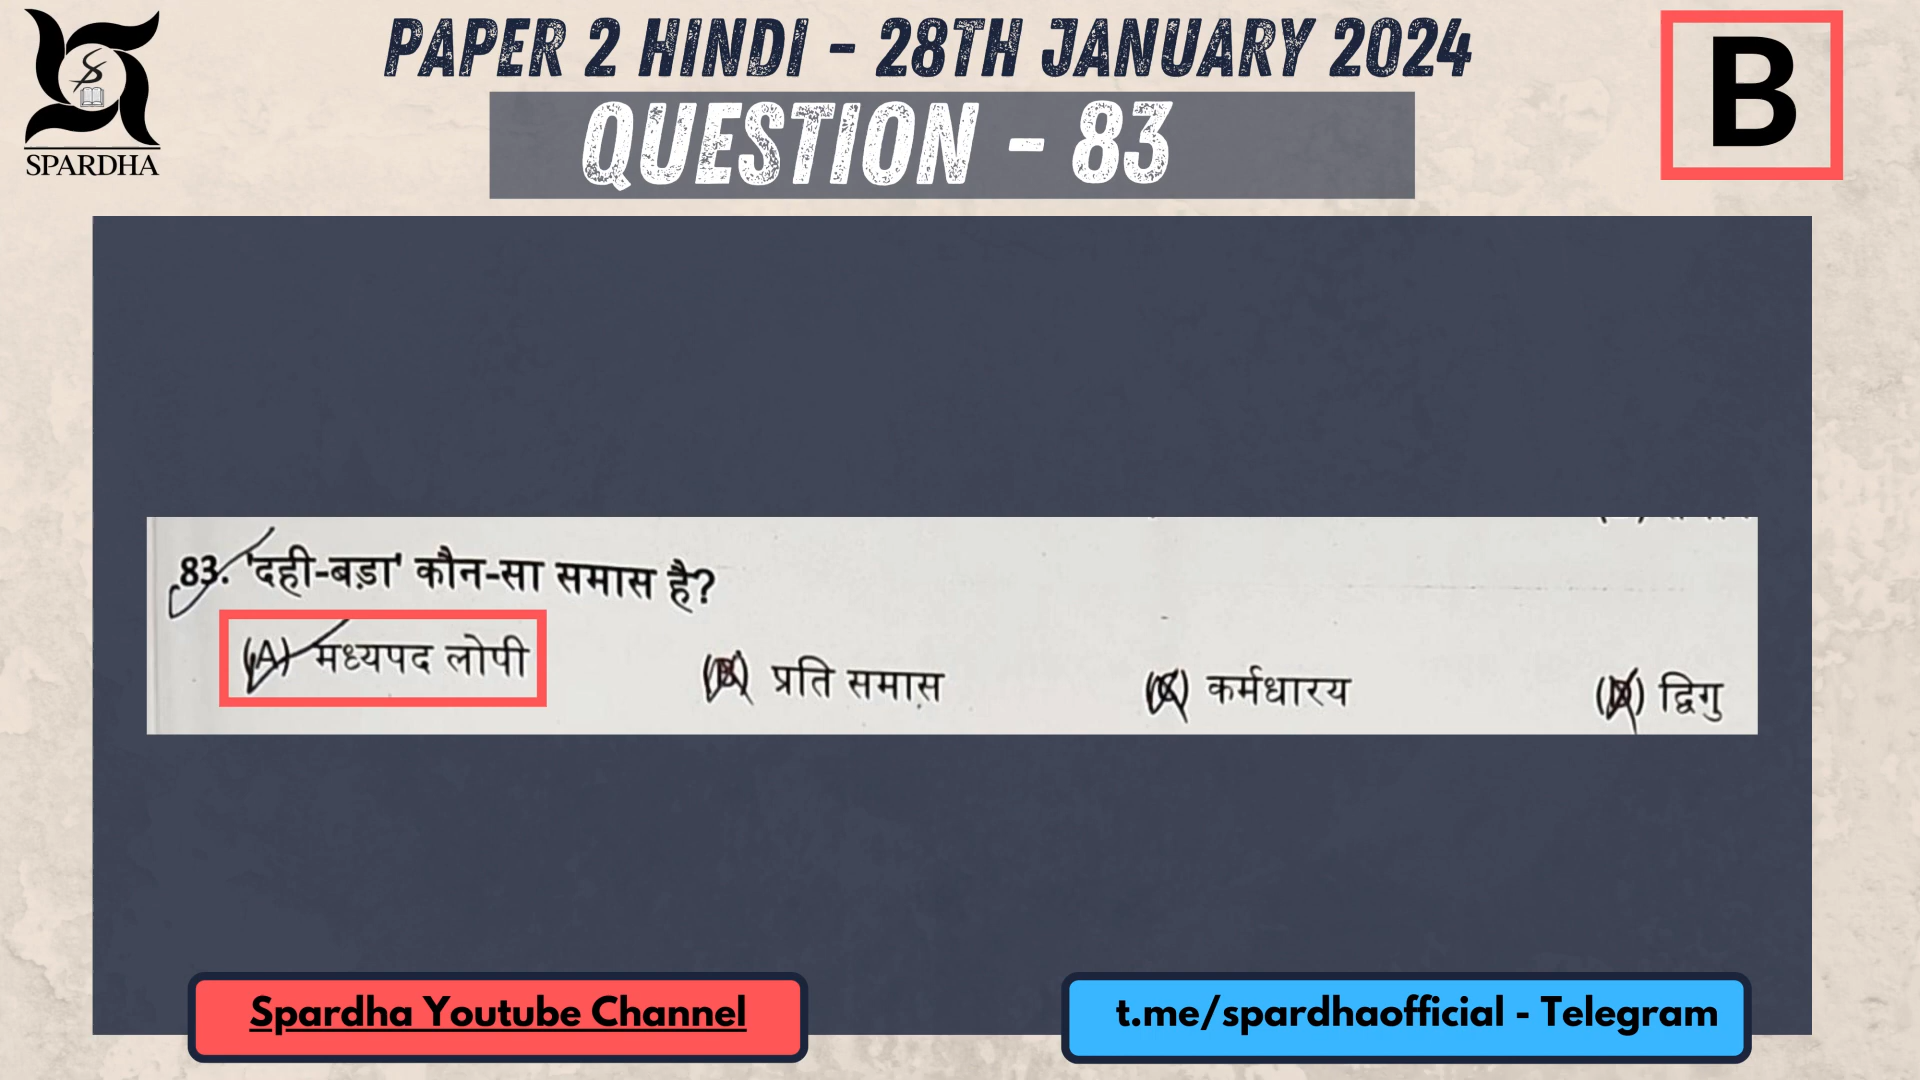 PAPER 2 HINDI - 28TH JANUARY 2024
B
QUESTION - 83
SPARDHA
83. 'दही-बड़ा' कौन-सा समास है?
(A) मध्यपद लोपी (B) प्रति समास (C) कर्मधारय (D) द्विगु
Spardha Youtube Channel
t.me/spardhaofficial - Telegram